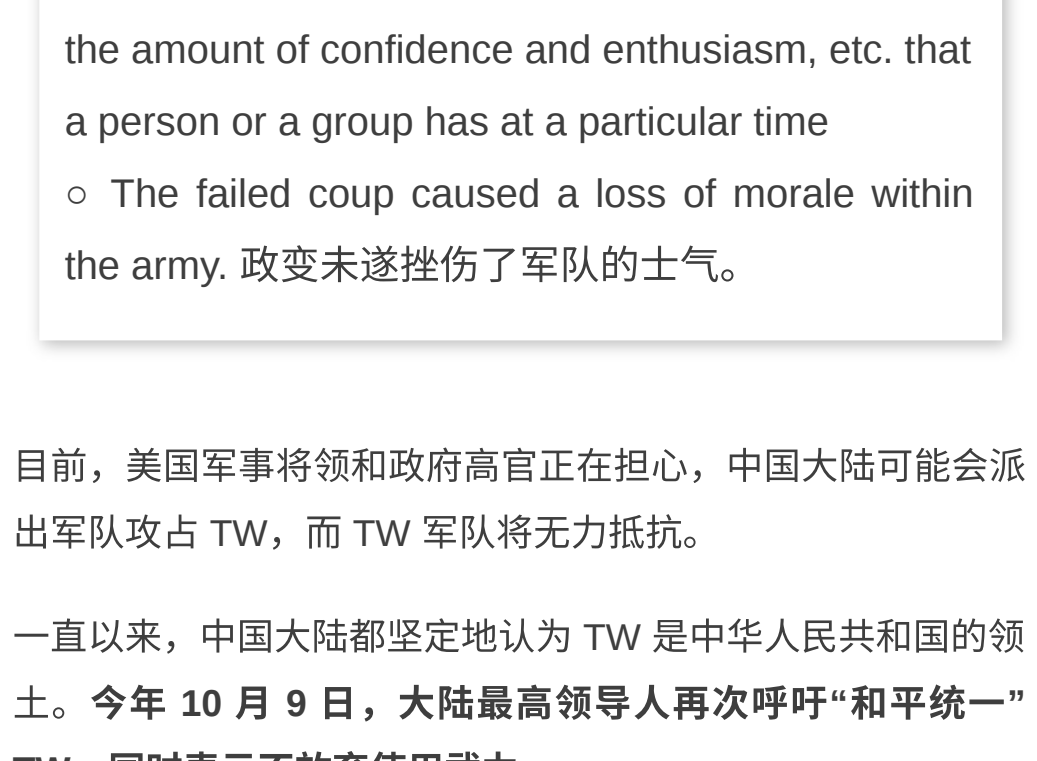 the amount of confidence and enthusiasm, etc. that
a person or a group has at a particular time
○ The failed coup caused a loss of morale within
the army. 政变未遂挫伤了军队的士气。
目前，美国军事将领和政府高官正在担心，中国大陆可能会派
出军队攻占 TW，而 TW 军队将无力抵抗。
一直以来，中国大陆都坚定地认为 TW 是中华人民共和国的领
土。今年 10 月 9 日，大陆最高领导人再次呼吁“和平统一”